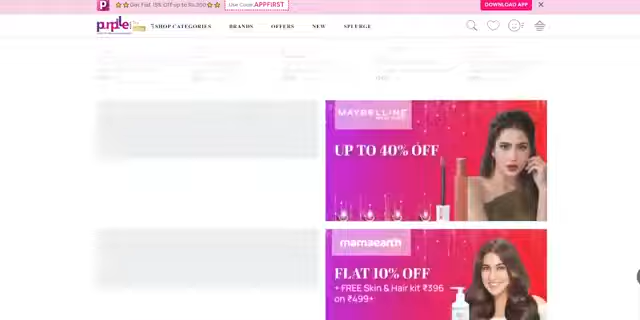 Get Flat 15% OFF up to Rs.200
Use Code: APPFIRST
DOWNLOAD APP
purplle
SHOP CATEGORIES
BRANDS
OFFERS
NEW
SPLURGE
MAYBELLINE
NEW YORK
UP TO 40% OFF
mamaearth
FLAT 10% OFF
+ FREE Skin & Hair kit ₹396
on ₹499+